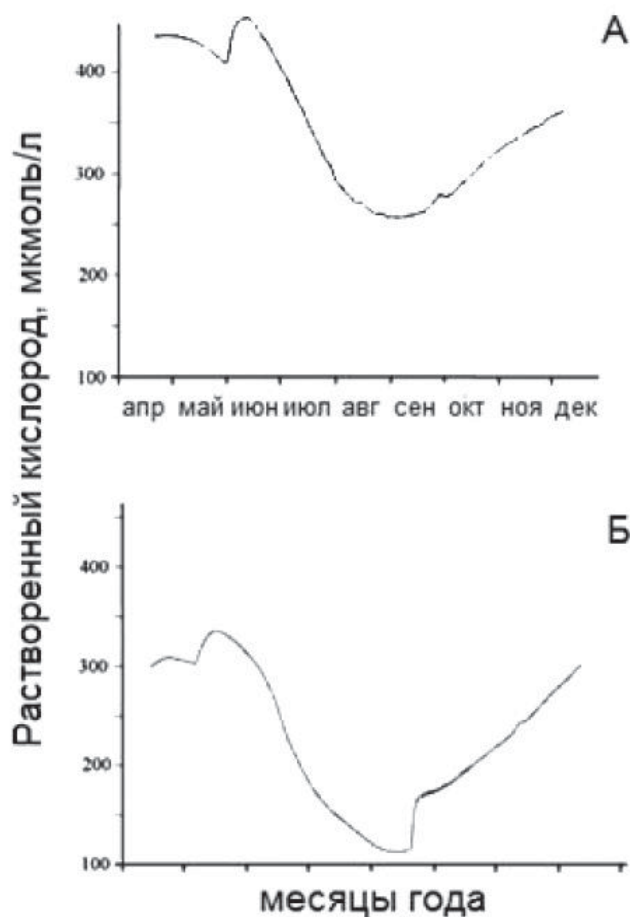 Растворенный кислород, мкмоль/л
А
400
300
200
100
апр май июн июл авг сен окт ноя дек
Б
400
300
200
100
месяцы года